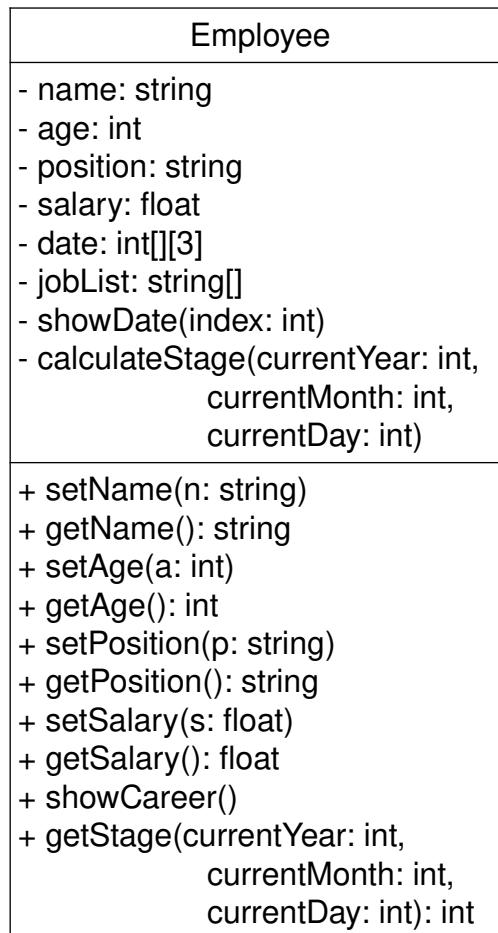 Employee
- name: string
- age: int
- position: string
- salary: float
- date: int[][3]
- jobList: string[]
- showDate(index: int)
- calculateStage(currentYear: int,
currentMonth: int,
currentDay: int)
+ setName(n: string)
+ getName(): string
+ setAge(a: int)
+ getAge(): int
+ setPosition(p: string)
+ getPosition(): string
+ setSalary(s: float)
+ getSalary(): float
+ showCareer()
+ getStage(currentYear: int,
currentMonth: int,
currentDay: int): int